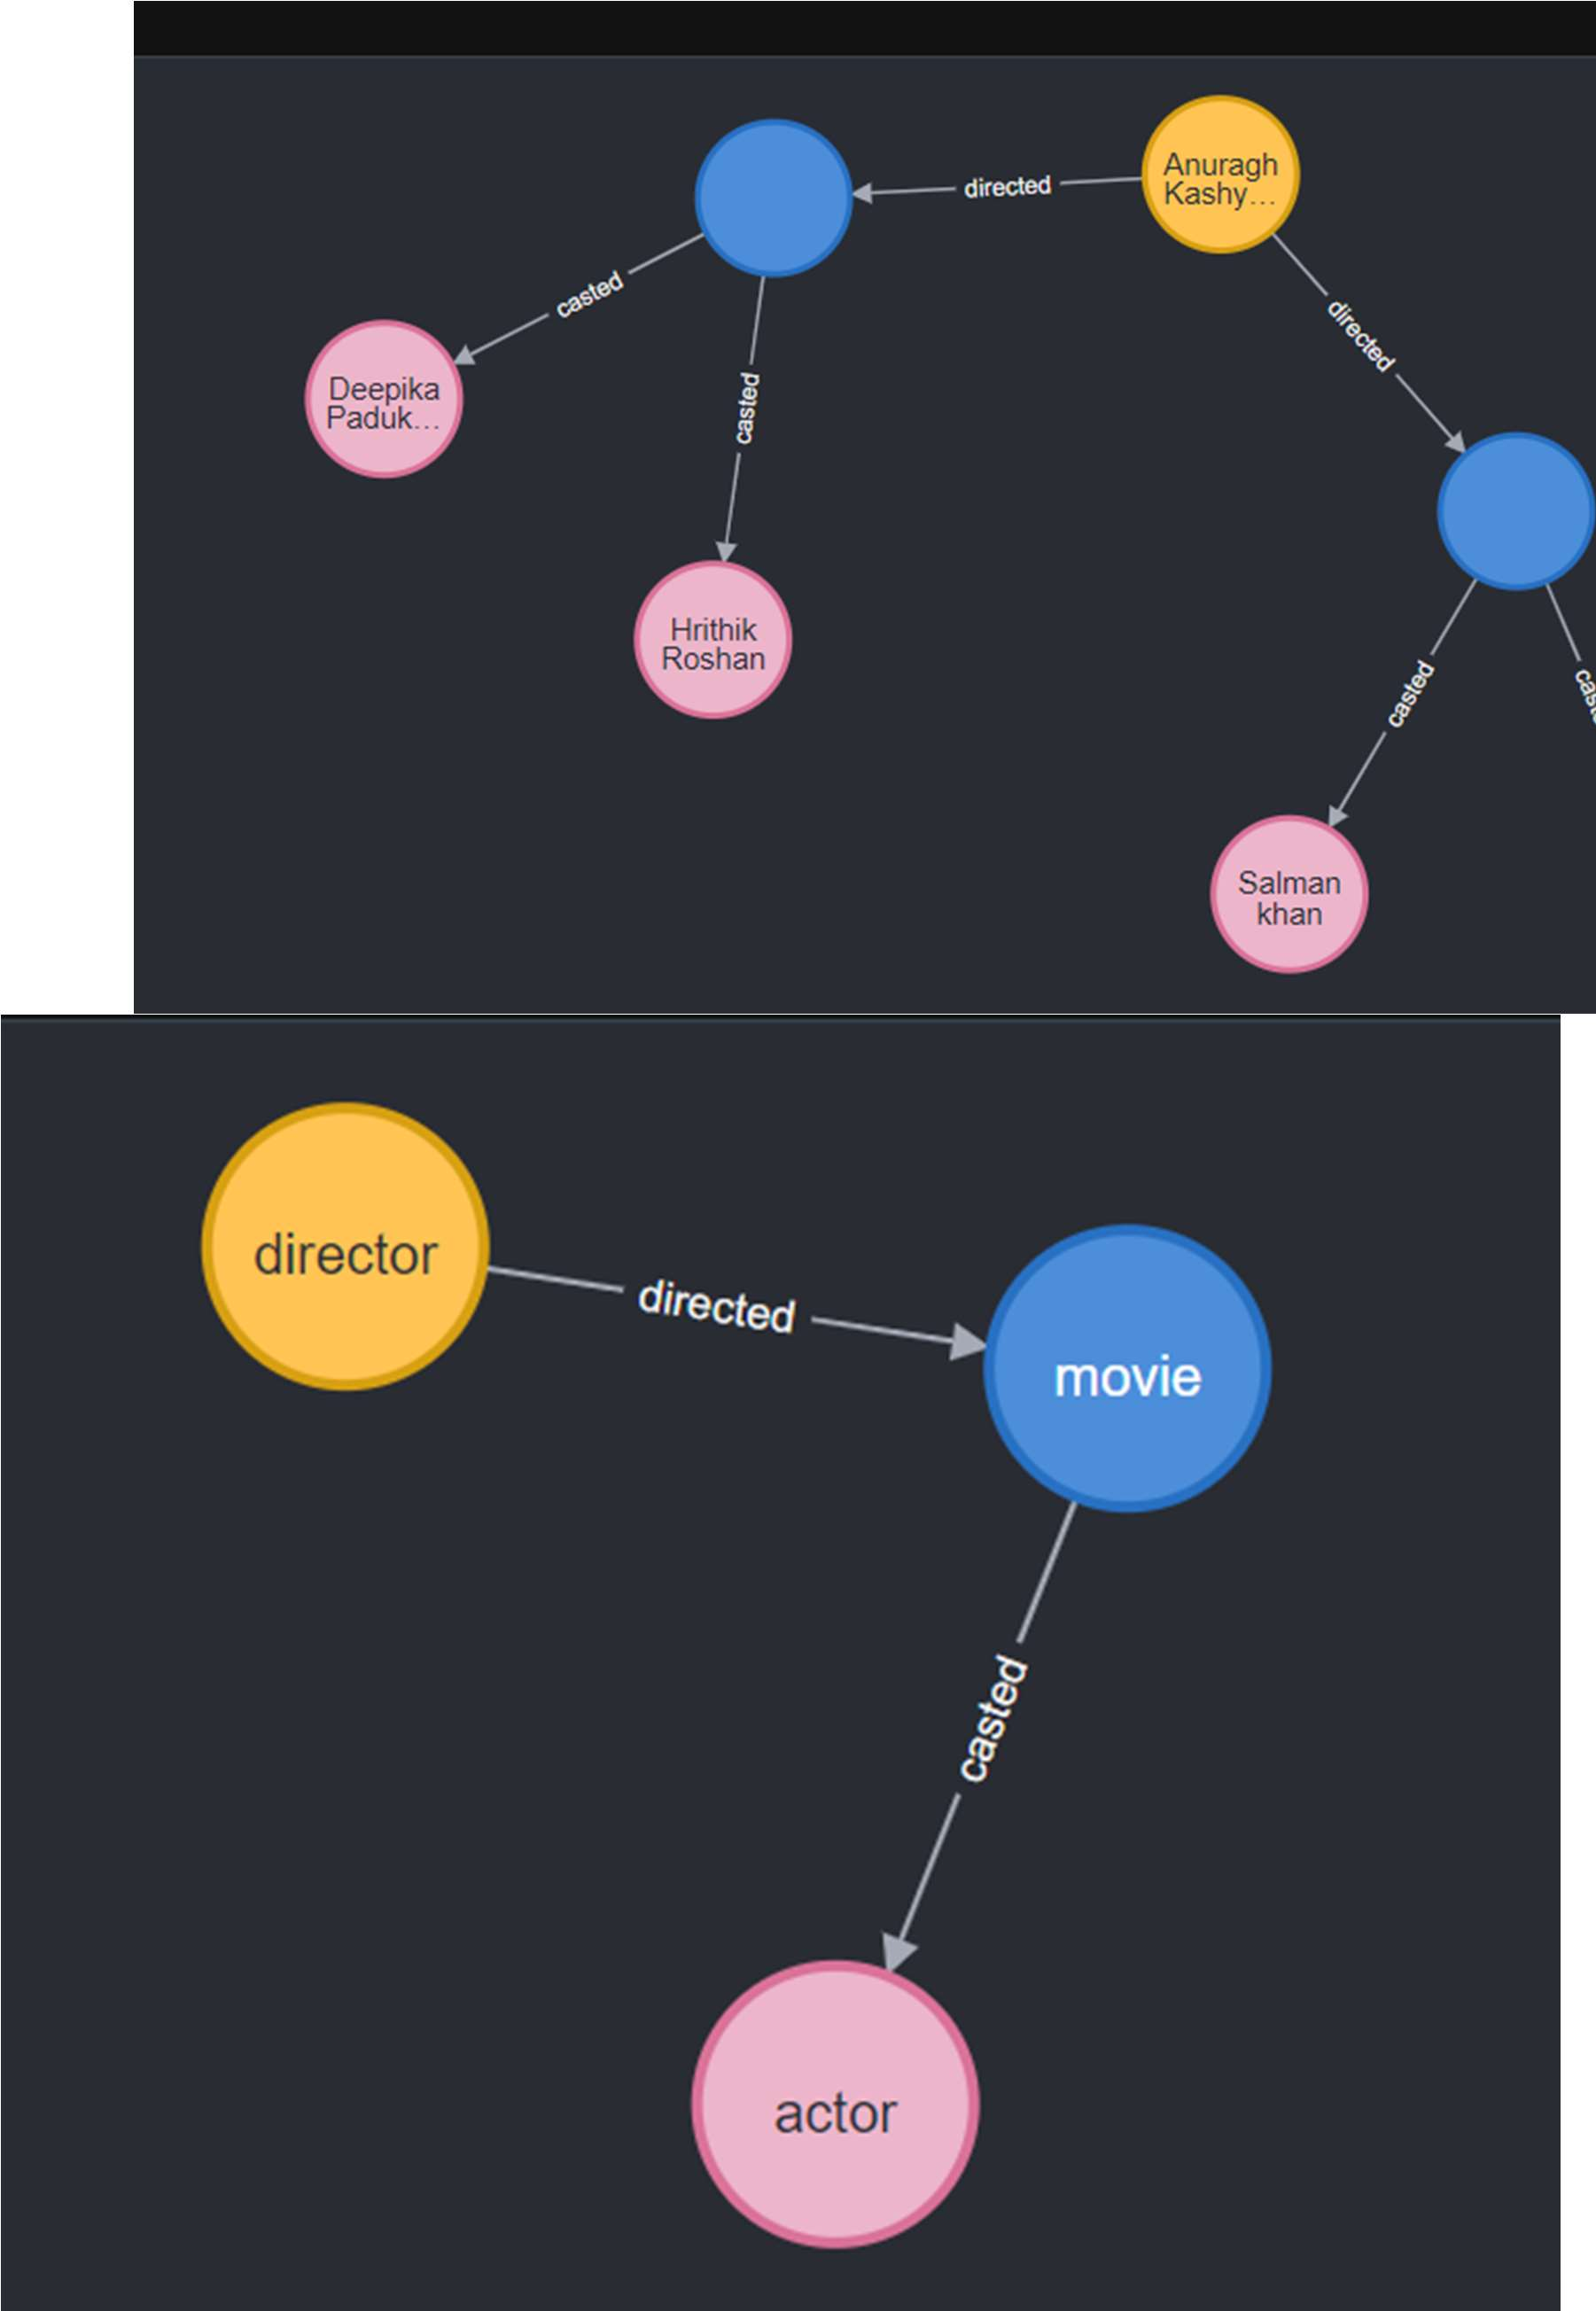 directed
Anuragh
Kashy...
casted
directed
Deepika
Paduk...
casted
Hrithik
Roshan
casted
Salman
khan
director
directed
movie
casted
actor